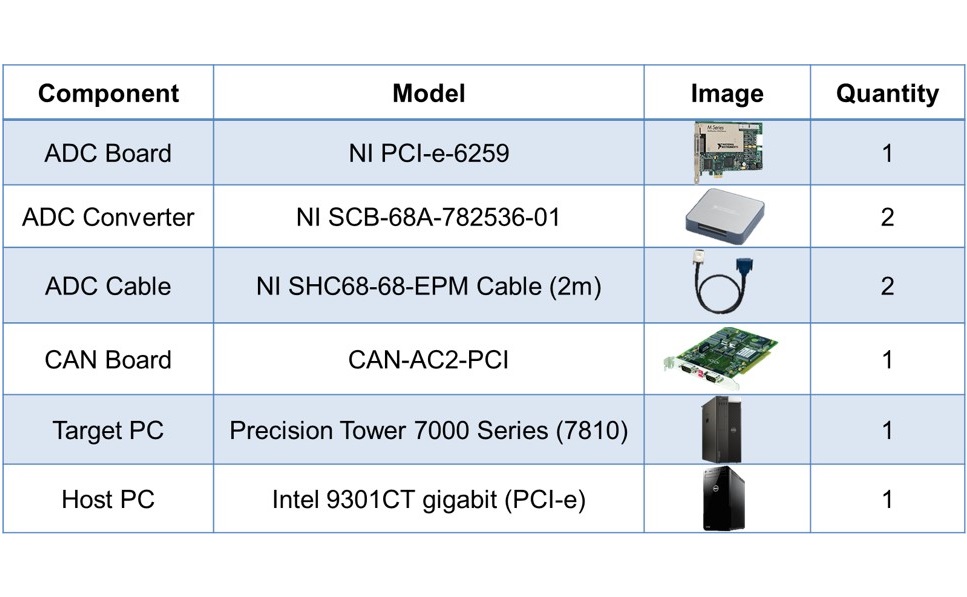 Component Model Image Quantity
ADC Board NI PCI-e-6259 1
ADC Converter NI SCB-68A-782536-01 2
ADC Cable NI SHC68-68-EPM Cable (2m) 2
CAN Board CAN-AC2-PCI 1
Target PC Precision Tower 7000 Series (7810) 1
Host PC Intel 9301CT gigabit (PCI-e) 1